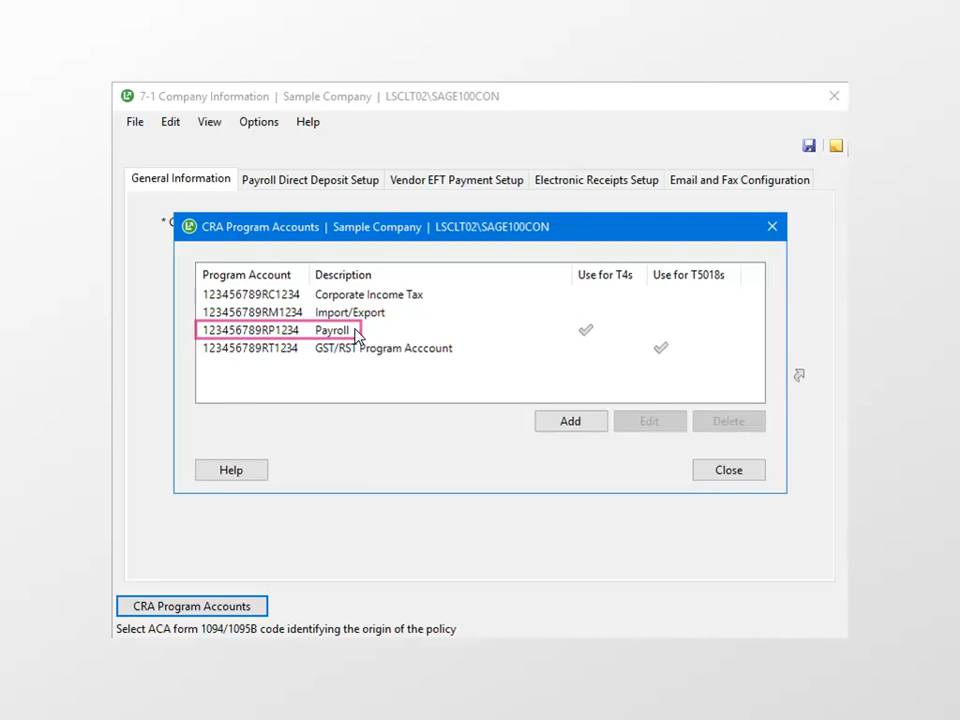 7-1 Company Information | Sample Company | LSCLT02\SAGE100CON
File Edit View Options Help
General Information Payroll Direct Deposit Setup Vendor EFT Payment Setup Electronic Receipts Setup Email and Fax Configuration
CRA Program Accounts | Sample Company | LSCLT02\SAGE100CON
Program Account Description Use for T4s Use for T5018s
123456789RC1234 Corporate Income Tax
123456789RM1234 Import/Export
123456789RP1234 Payroll
123456789RT1234 GST/RST Program Acccount
Add Edit Delete
Help Close
CRA Program Accounts
Select ACA form 1094/1095B code identifying the origin of the policy